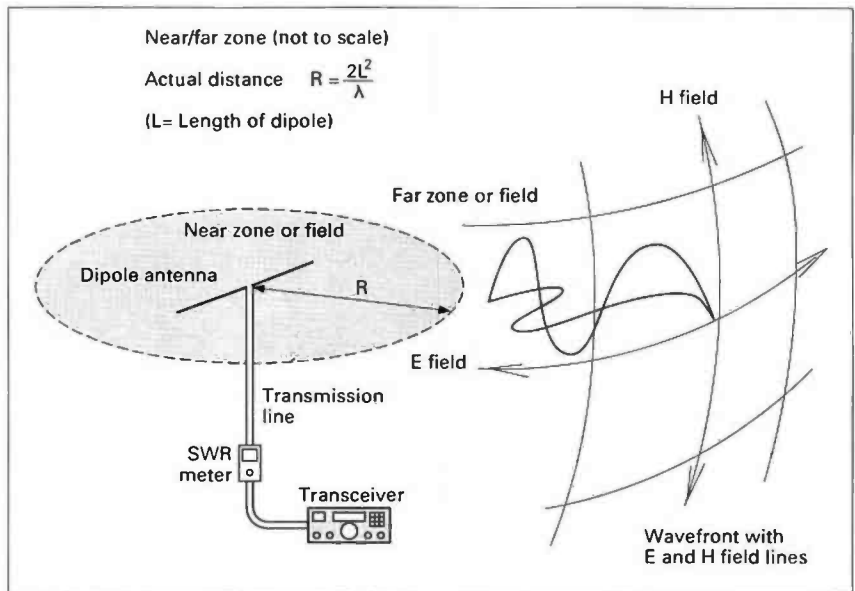 Near/far zone (not to scale)
Actual distance R = 2L²/λ
(L= Length of dipole)
H field
Far zone or field
Near zone or field
Dipole antenna
R
E field
Transmission
line
SWR
meter
Transceiver
Wavefront with
E and H field lines